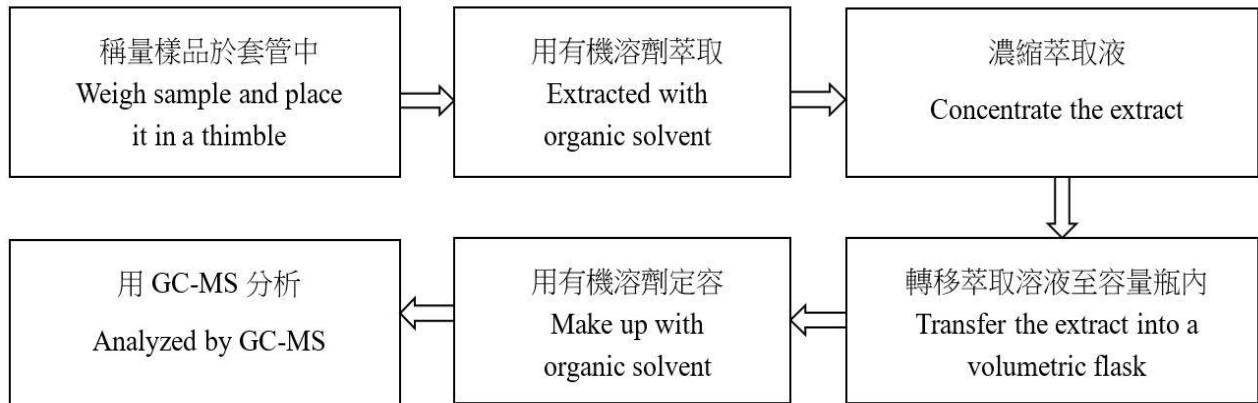 稱量樣品於套管中
Weigh sample and place
it in a thimble
用有機溶劑萃取
Extracted with
organic solvent
濃縮萃取液
Concentrate the extract
轉移萃取溶液至容量瓶內
Transfer the extract into a
volumetric flask
用有機溶劑定容
Make up with
organic solvent
用 GC-MS 分析
Analyzed by GC-MS